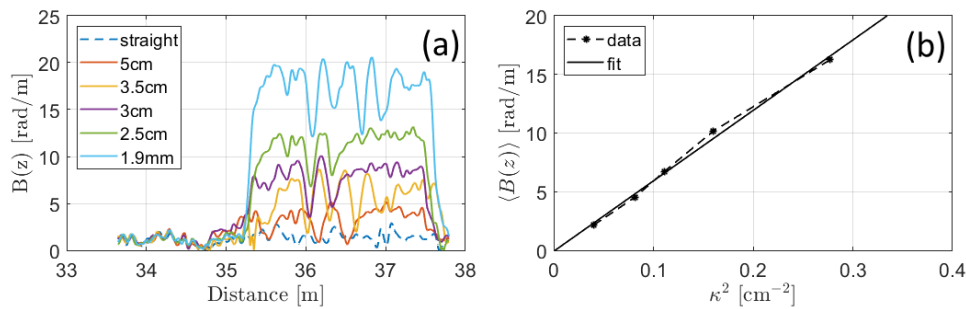 25
20
15
10
5
0
B(z) [rad/m]
straight
5cm
3.5cm
3cm
2.5cm
1.9mm
(a)
33 34 35 36 37 38
Distance [m]
20
15
10
5
0
⟨B(z)⟩ [rad/m]
data
fit
(b)
0 0.1 0.2 0.3 0.4
κ² [cm⁻²]